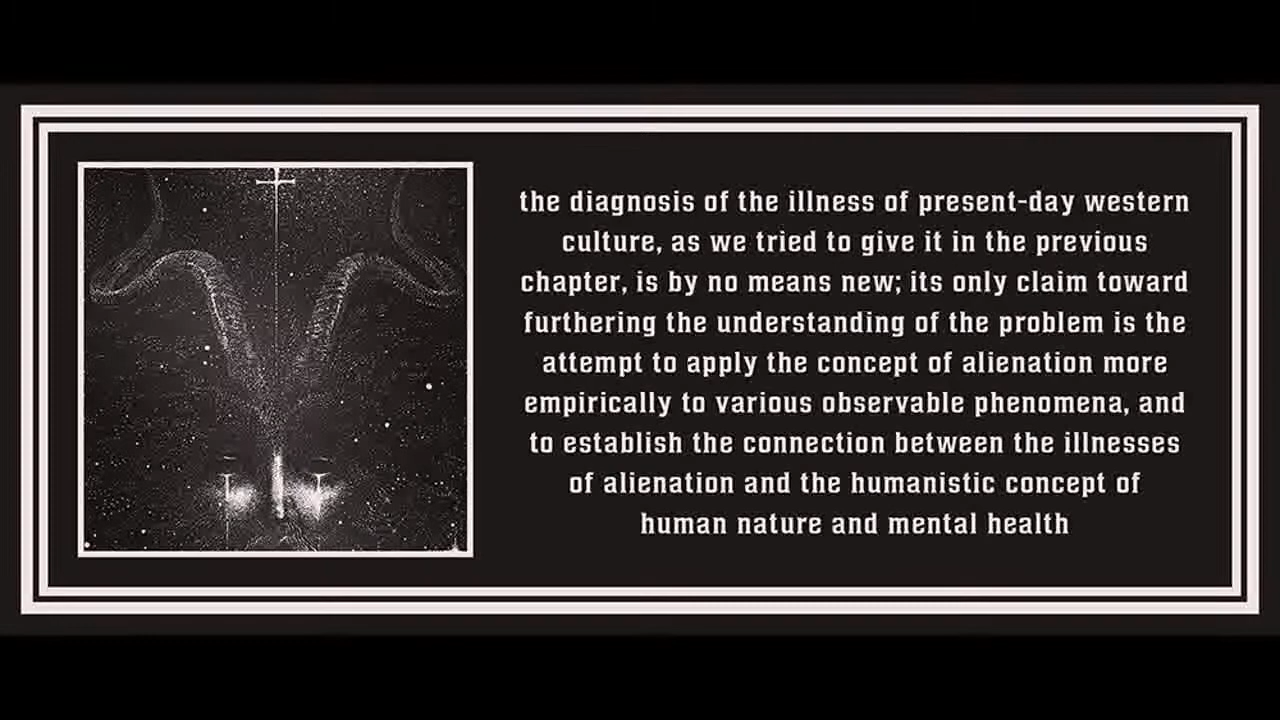 the diagnosis of the illness of present-day western
culture, as we tried to give it in the previous
chapter, is by no means new; its only claim toward
furthering the understanding of the problem is the
attempt to apply the concept of alienation more
empirically to various observable phenomena, and
to establish the connection between the illnesses
of alienation and the humanistic concept of
human nature and mental health